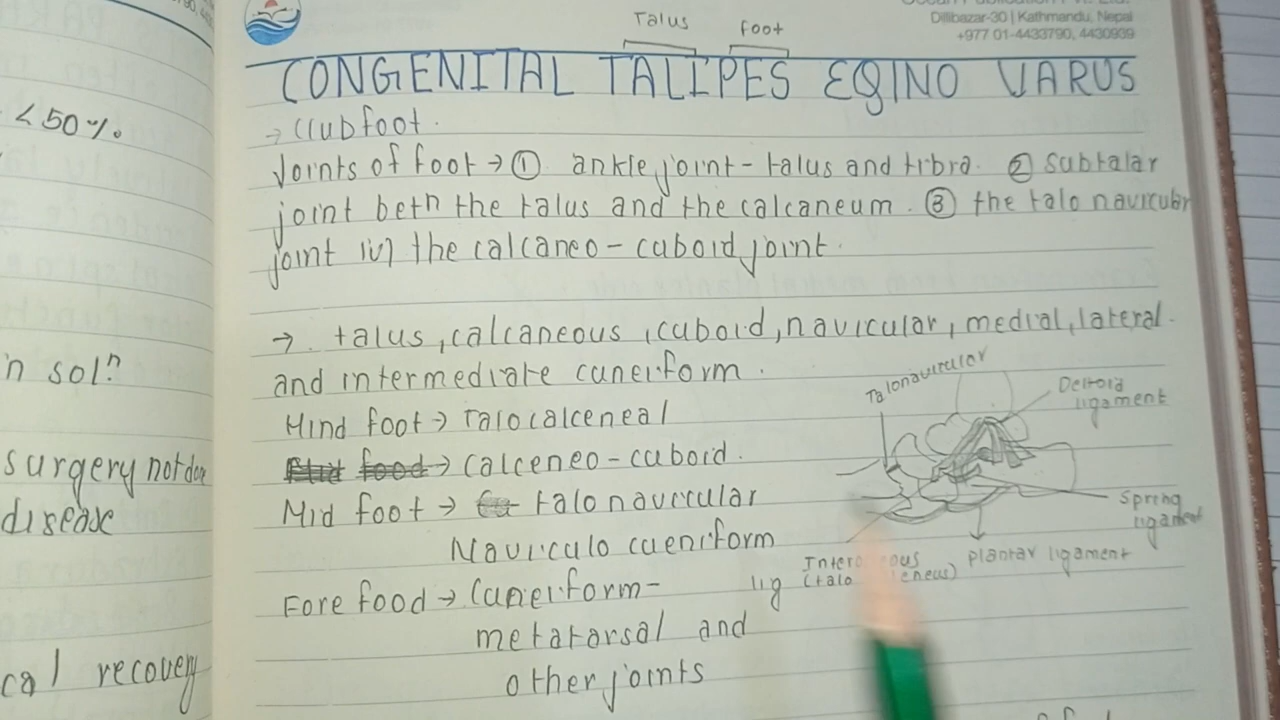 Talus
Foot
Dillibazar-30 | Kathmandu, Nepal
+977 01-4433790, 4430939
CONGENITAL TALIPES EQINO VARUS
→ Clubfoot.
Joints of foot → ① ankle joint - talus and tibia. ② subtalar
joint betn the talus and the calcaneum. ③ the talo navicular
joint iv) the calcaneo - cuboid joint.
→ talus, calcaneous, cuboid, navicular, medial, lateral
and intermediate cuneiform.
Hind foot → Talocalceneal
→ calceneo - cuboid.
Mid foot → talonavicular
Naviculo cueniform
Fore food → Cuneiform -
metatarsal and
other joints
Talonavicular
Deltoid
ligament
Spring
ligament
Plantar ligament
lig
<50%.
n soln
surgery not
disease
cal recovery